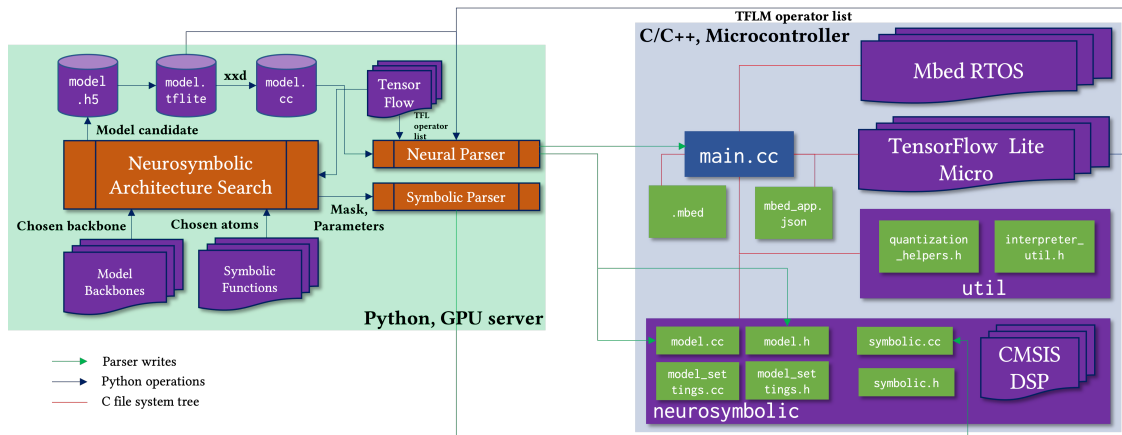 TFLM operator list
C/C++, Microcontroller
model
.h5
model.
tflite
xxd
model.
cc
Tensor
Flow
TFL
operator
list
Model candidate
Neurosymbolic
Architecture Search
Neural Parser
Symbolic Parser
Mask,
Parameters
Chosen backbone
Chosen atoms
Model
Backbones
Symbolic
Functions
Python, GPU server
Parser writes
Python operations
C file system tree
Mbed RTOS
main.cc
TensorFlow Lite
Micro
.mbed
mbed_app.
json
quantization
_helpers.h
interpreter_
util.h
util
model.cc
model.h
symbolic.cc
model_set
tings.cc
model_set
tings.h
symbolic.h
CMSIS
DSP
neurosymbolic